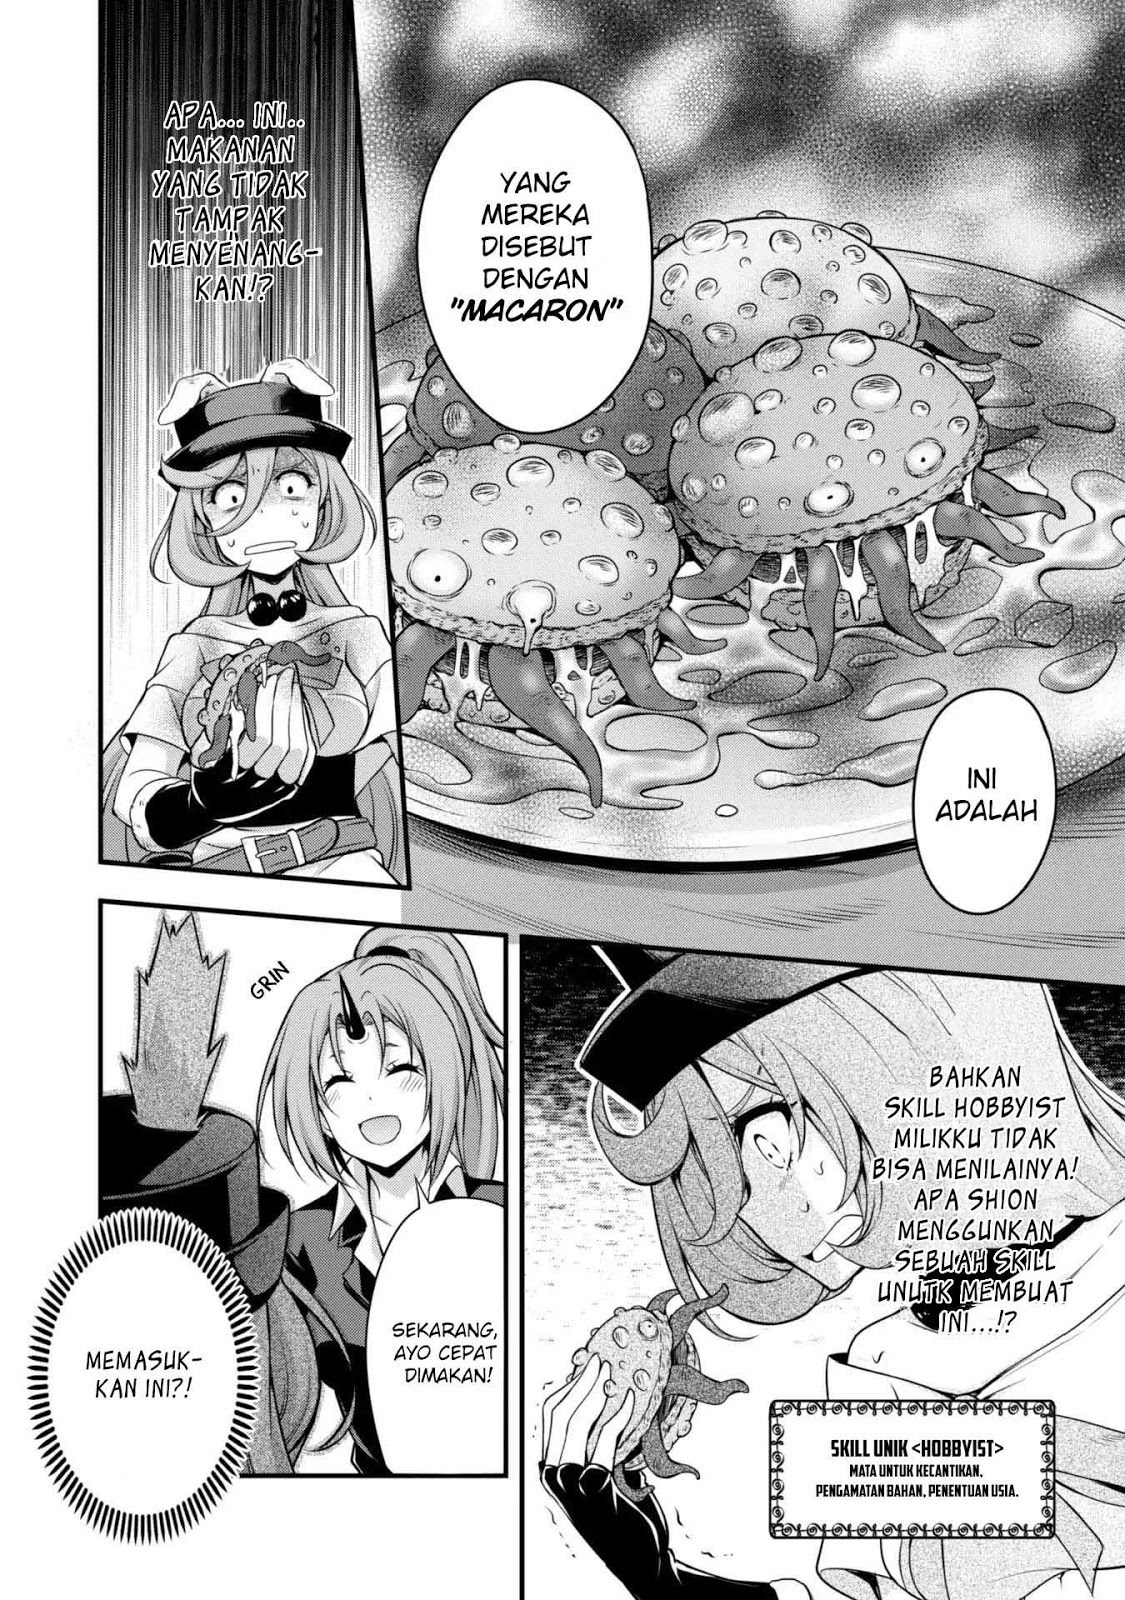 INI
ADALAH
YANG
MEREKA
DISEBUT
DENGAN
"MACARON"
APA... INI..
MAKANAN
YANG TIDAK
TAMPAK
MENYENANG-
KAN!?
BAHKAN
SKILL HOBBYIST
MILIKKU TIDAK
BISA MENILAINYA!
APA SHION
MENGGUNKAN
SEBUAH SKILL
UNUTK MEMBUAT
INI....!?
SKILL UNIK <HOBBYIST>
MATA UNTUK KECANTIKAN,
PENGAMATAN BAHAN, PENENTUAN USIA.
GRIN
SEKARANG,
AYO CEPAT
DIMAKAN!
MEMASUK-
KAN INI?!